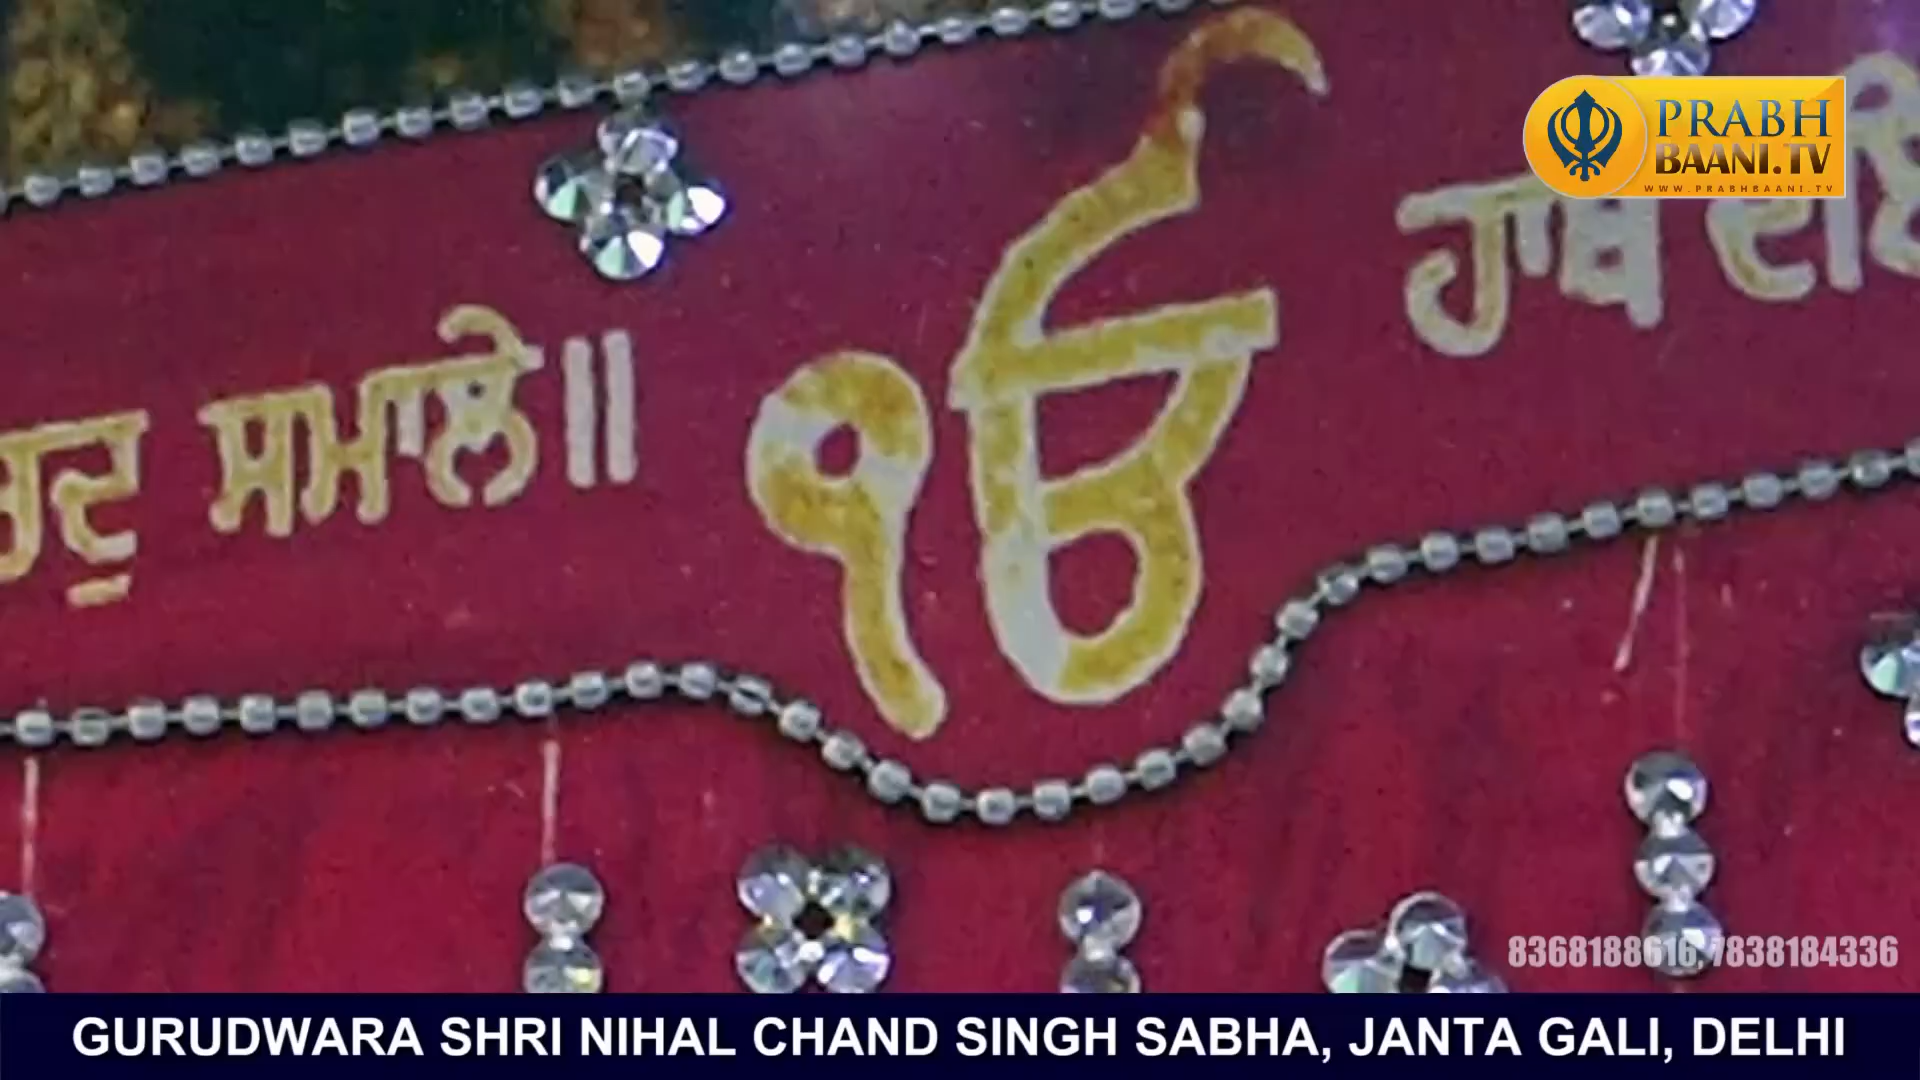 PRABH
BAANI.TV
WWW.PRABHBAANI.TV
ਸਮਾਲੇ॥ ੴ ਹਾਥ ਦੇਇ
8368188616, 7838184336
GURUDWARA SHRI NIHAL CHAND SINGH SABHA, JANTA GALI, DELHI